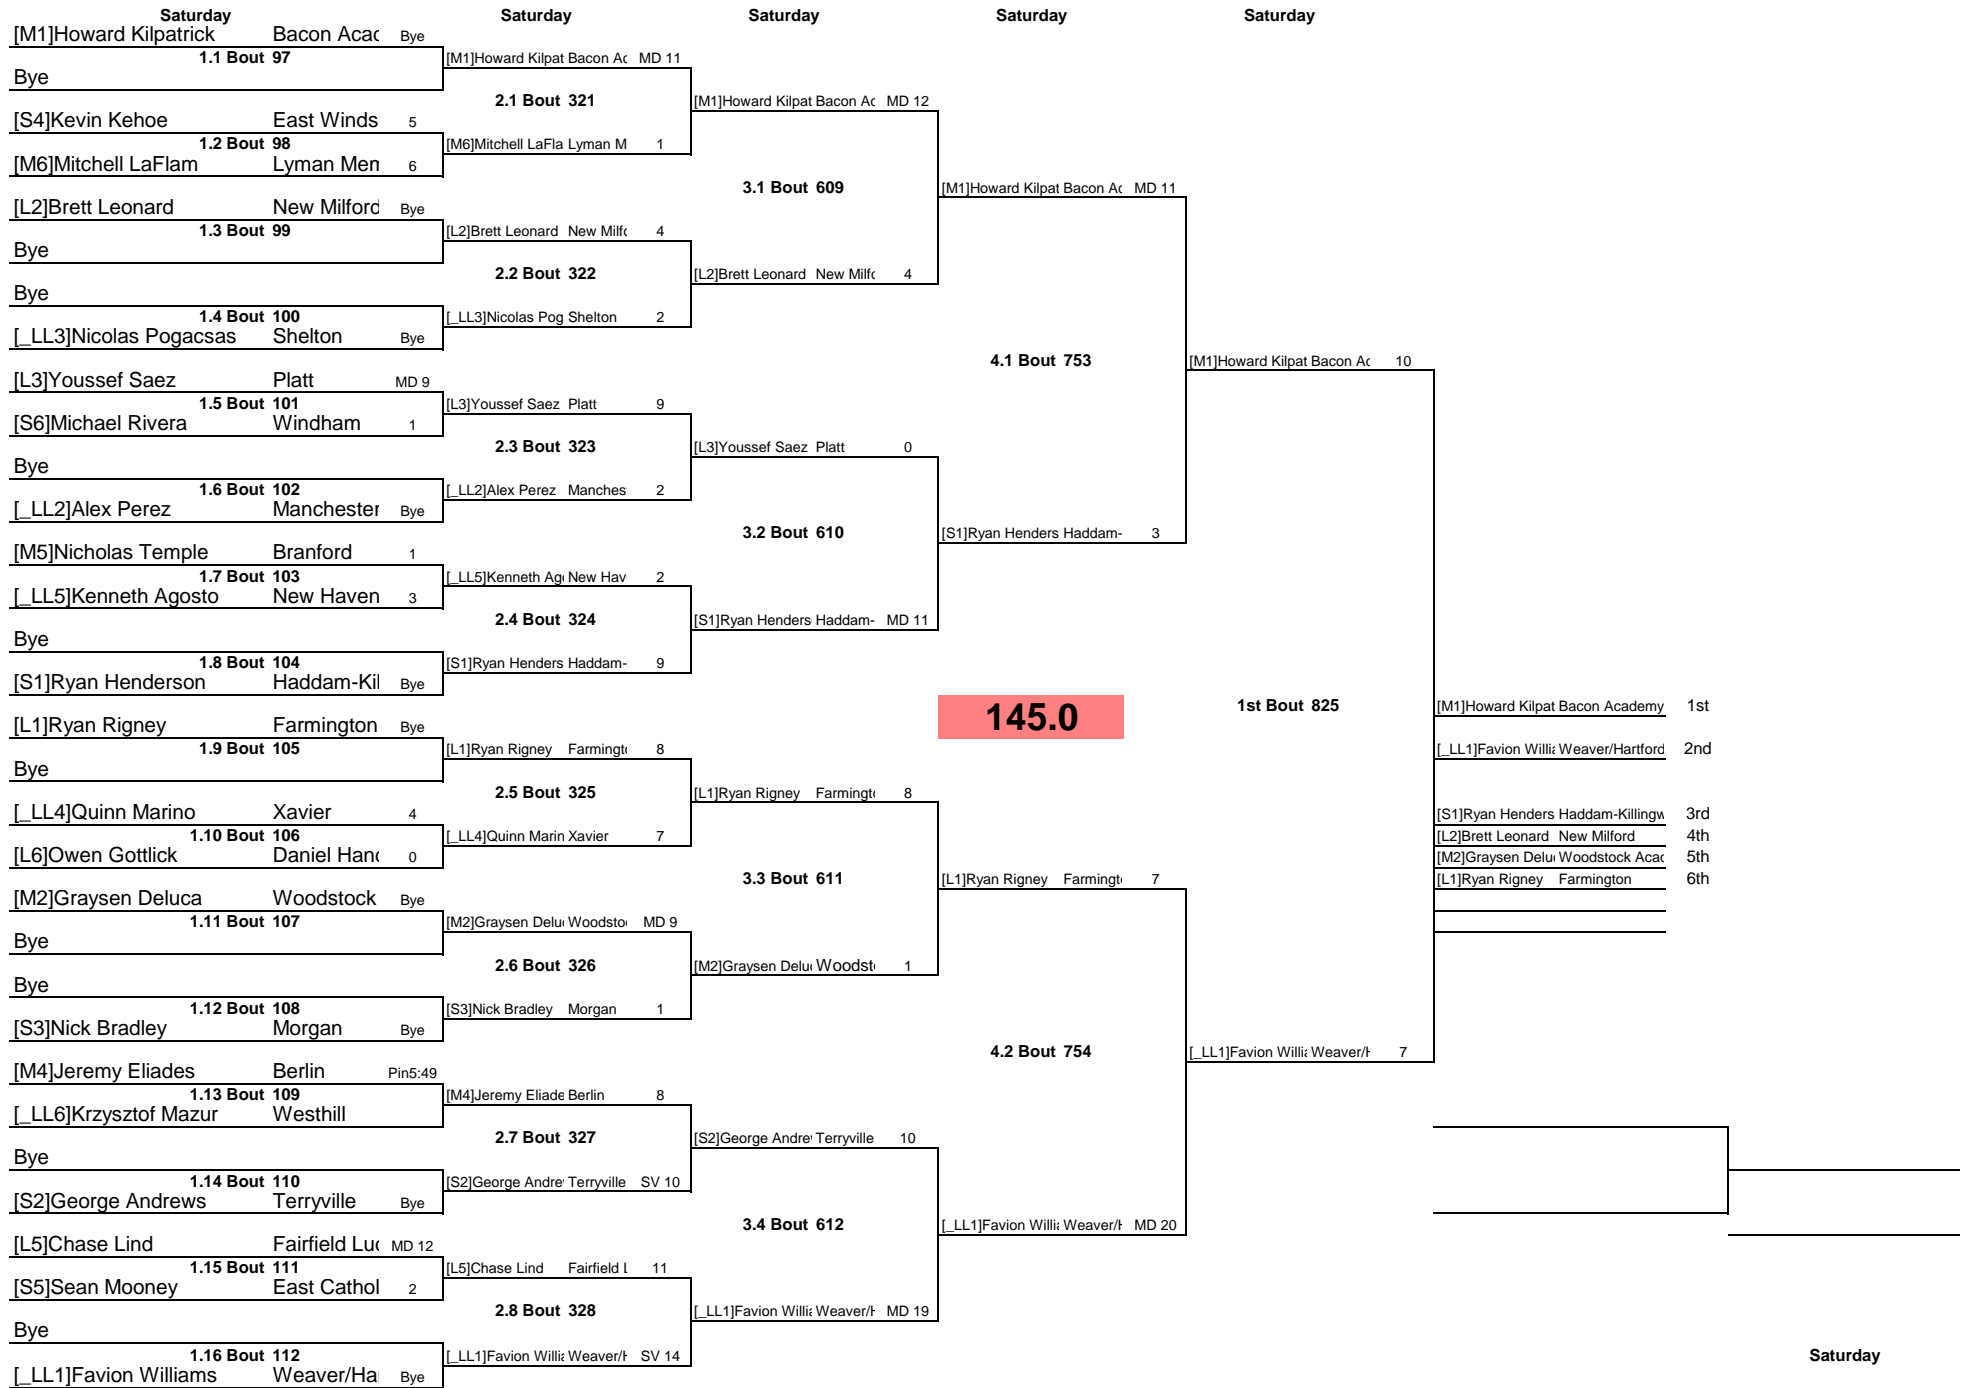 Saturday Saturday Saturday Saturday Saturday
[M1]Howard Kilpatrick Bacon Acac Bye
1.1 Bout 97 [M1]Howard Kilpat Bacon Ac MD 11
Bye
2.1 Bout 321 [M1]Howard Kilpat Bacon Ac MD 12
[S4]Kevin Kehoe East Winds 5
1.2 Bout 98 [M6]Mitchell LaFla Lyman M 1
[M6]Mitchell LaFlam Lyman Mem 6
3.1 Bout 609 [M1]Howard Kilpat Bacon Ac MD 11
[L2]Brett Leonard New Milford Bye
1.3 Bout 99 [L2]Brett Leonard New Milfc 4
Bye
2.2 Bout 322 [L2]Brett Leonard New Milfc 4
Bye
1.4 Bout 100 [_LL3]Nicolas Pog Shelton 2
[_LL3]Nicolas Pogacsas Shelton Bye
4.1 Bout 753 [M1]Howard Kilpat Bacon Ac 10
[L3]Youssef Saez Platt MD 9
1.5 Bout 101 [L3]Youssef Saez Platt 9
[S6]Michael Rivera Windham 1
2.3 Bout 323 [L3]Youssef Saez Platt 0
Bye
1.6 Bout 102 [_LL2]Alex Perez Manches 2
[_LL2]Alex Perez Manchester Bye
3.2 Bout 610 [S1]Ryan Henders Haddam- 3
[M5]Nicholas Temple Branford 1
1.7 Bout 103 [_LL5]Kenneth Ag New Hav 2
[_LL5]Kenneth Agosto New Haven 3
2.4 Bout 324 [S1]Ryan Henders Haddam- MD 11
Bye
1.8 Bout 104 [S1]Ryan Henders Haddam- 9
[S1]Ryan Henderson Haddam-Kil Bye
145.0 1st Bout 825 [M1]Howard Kilpat Bacon Academy 1st
[L1]Ryan Rigney Farmington Bye
1.9 Bout 105 [L1]Ryan Rigney Farmingt 8 [_LL1]Favion Willia Weaver/Hartford 2nd
Bye
2.5 Bout 325 [L1]Ryan Rigney Farmingt 8
[_LL4]Quinn Marino Xavier 4 [S1]Ryan Henders Haddam-Killingw 3rd
1.10 Bout 106 [_LL4]Quinn Marin Xavier 7 [L2]Brett Leonard New Milford 4th
[L6]Owen Gottlick Daniel Hanc 0 [M2]Graysen Deluc Woodstock Acac 5th
3.3 Bout 611 [L1]Ryan Rigney Farmingt 7 [L1]Ryan Rigney Farmington 6th
[M2]Graysen Deluca Woodstock Bye
1.11 Bout 107 [M2]Graysen Deluc Woodstoc MD 9
Bye
2.6 Bout 326 [M2]Graysen Deluc Woodst 1
Bye
1.12 Bout 108 [S3]Nick Bradley Morgan 1
[S3]Nick Bradley Morgan Bye
4.2 Bout 754 [_LL1]Favion Willia Weaver/H 7
[M4]Jeremy Eliades Berlin Pin5:49
1.13 Bout 109 [M4]Jeremy Eliade Berlin 8
[_LL6]Krzysztof Mazur Westhill
2.7 Bout 327 [S2]George Andre Terryville 10
Bye
1.14 Bout 110 [S2]George Andre Terryville SV 10
[S2]George Andrews Terryville Bye
3.4 Bout 612 [_LL1]Favion Willia Weaver/H MD 20
[L5]Chase Lind Fairfield Luc MD 12
1.15 Bout 111 [L5]Chase Lind Fairfield L 11
[S5]Sean Mooney East Cathol 2
2.8 Bout 328 [_LL1]Favion Willia Weaver/H MD 19
Bye
1.16 Bout 112 [_LL1]Favion Willia Weaver/H SV 14 Saturday
[_LL1]Favion Williams Weaver/Ha Bye